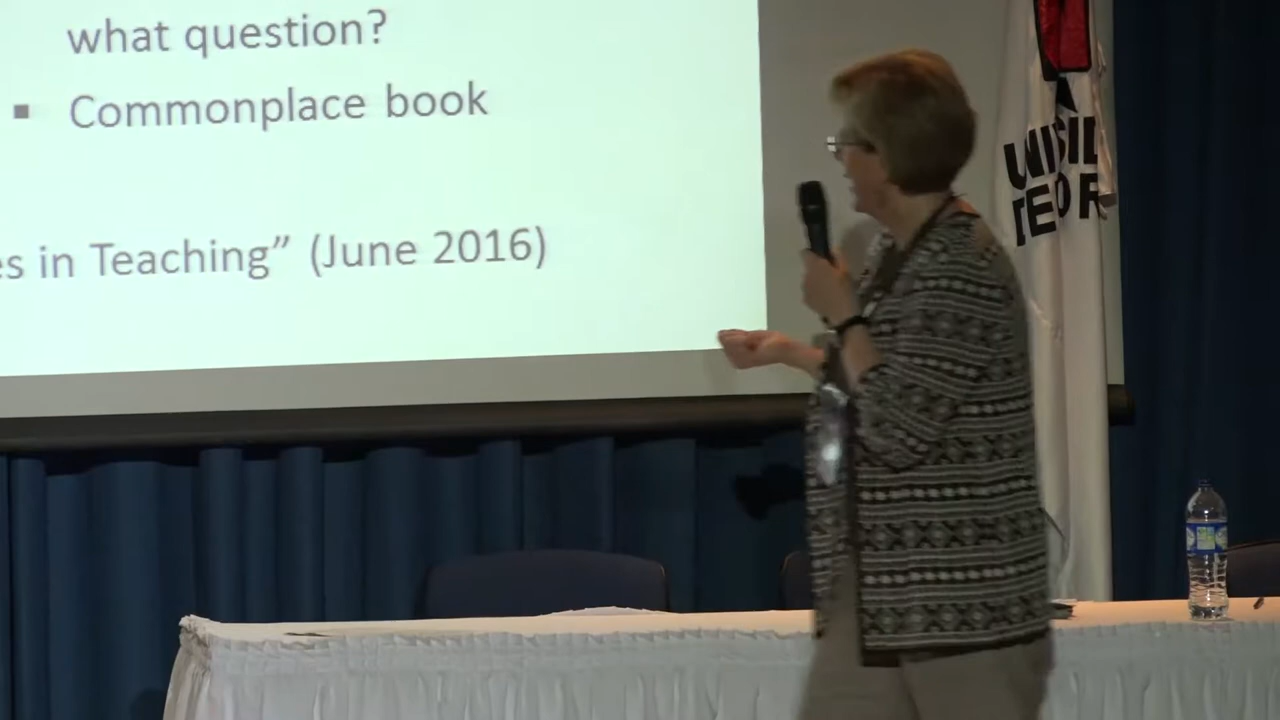 what question?
▪ Commonplace book
es in Teaching” (June 2016)